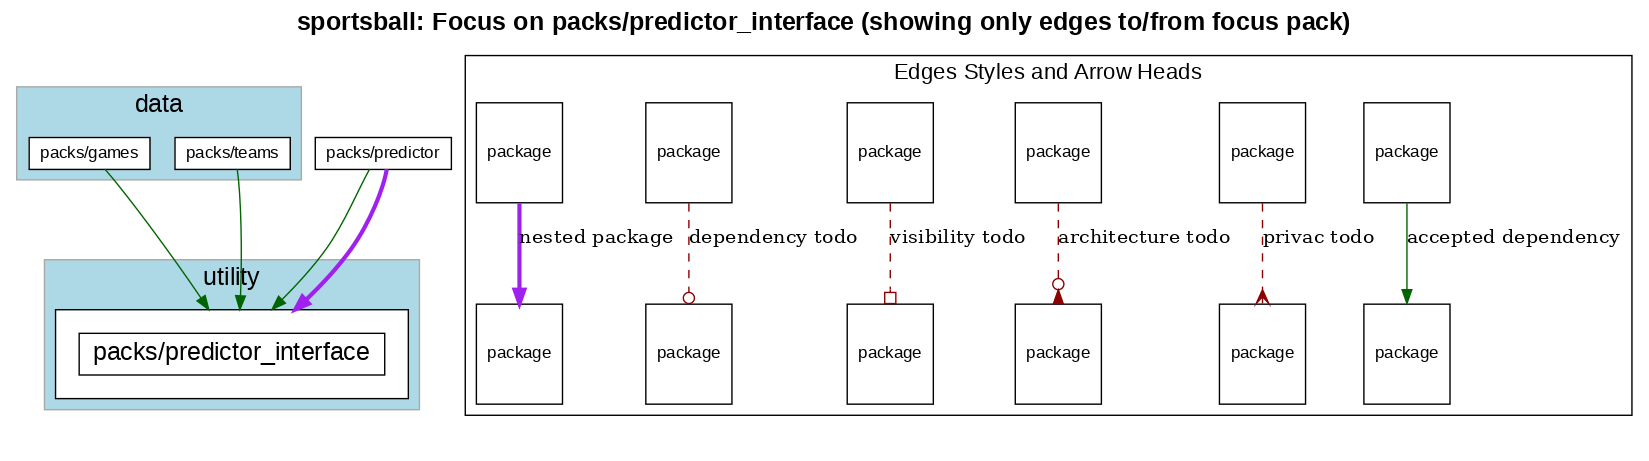 sportsball: Focus on packs/predictor_interface (showing only edges to/from focus pack)
data
packs/games
packs/teams
packs/predictor
utility
packs/predictor_interface
Edges Styles and Arrow Heads
package
package
package
package
package
package
nested package
dependency todo
visibility todo
architecture todo
privac todo
accepted dependency
package
package
package
package
package
package